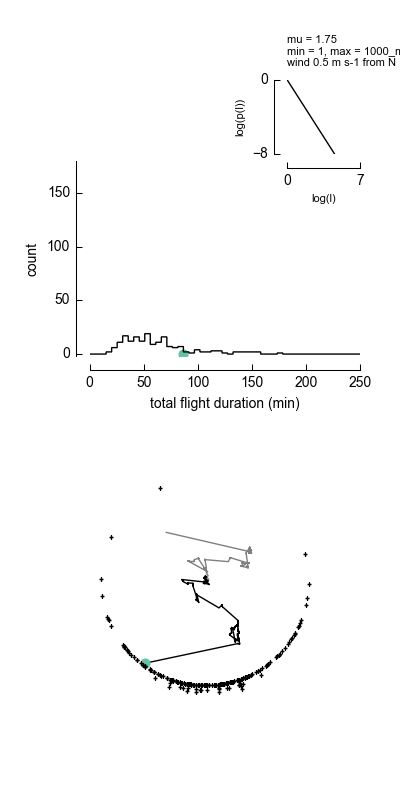 mu = 1.75
min = 1, max = 1000_m
wind 0.5 m s-1 from N
0
log(p(l))
−8
0 7
log(l)
150
100
50
0
count
0 50 100 150 200 250
total flight duration (min)